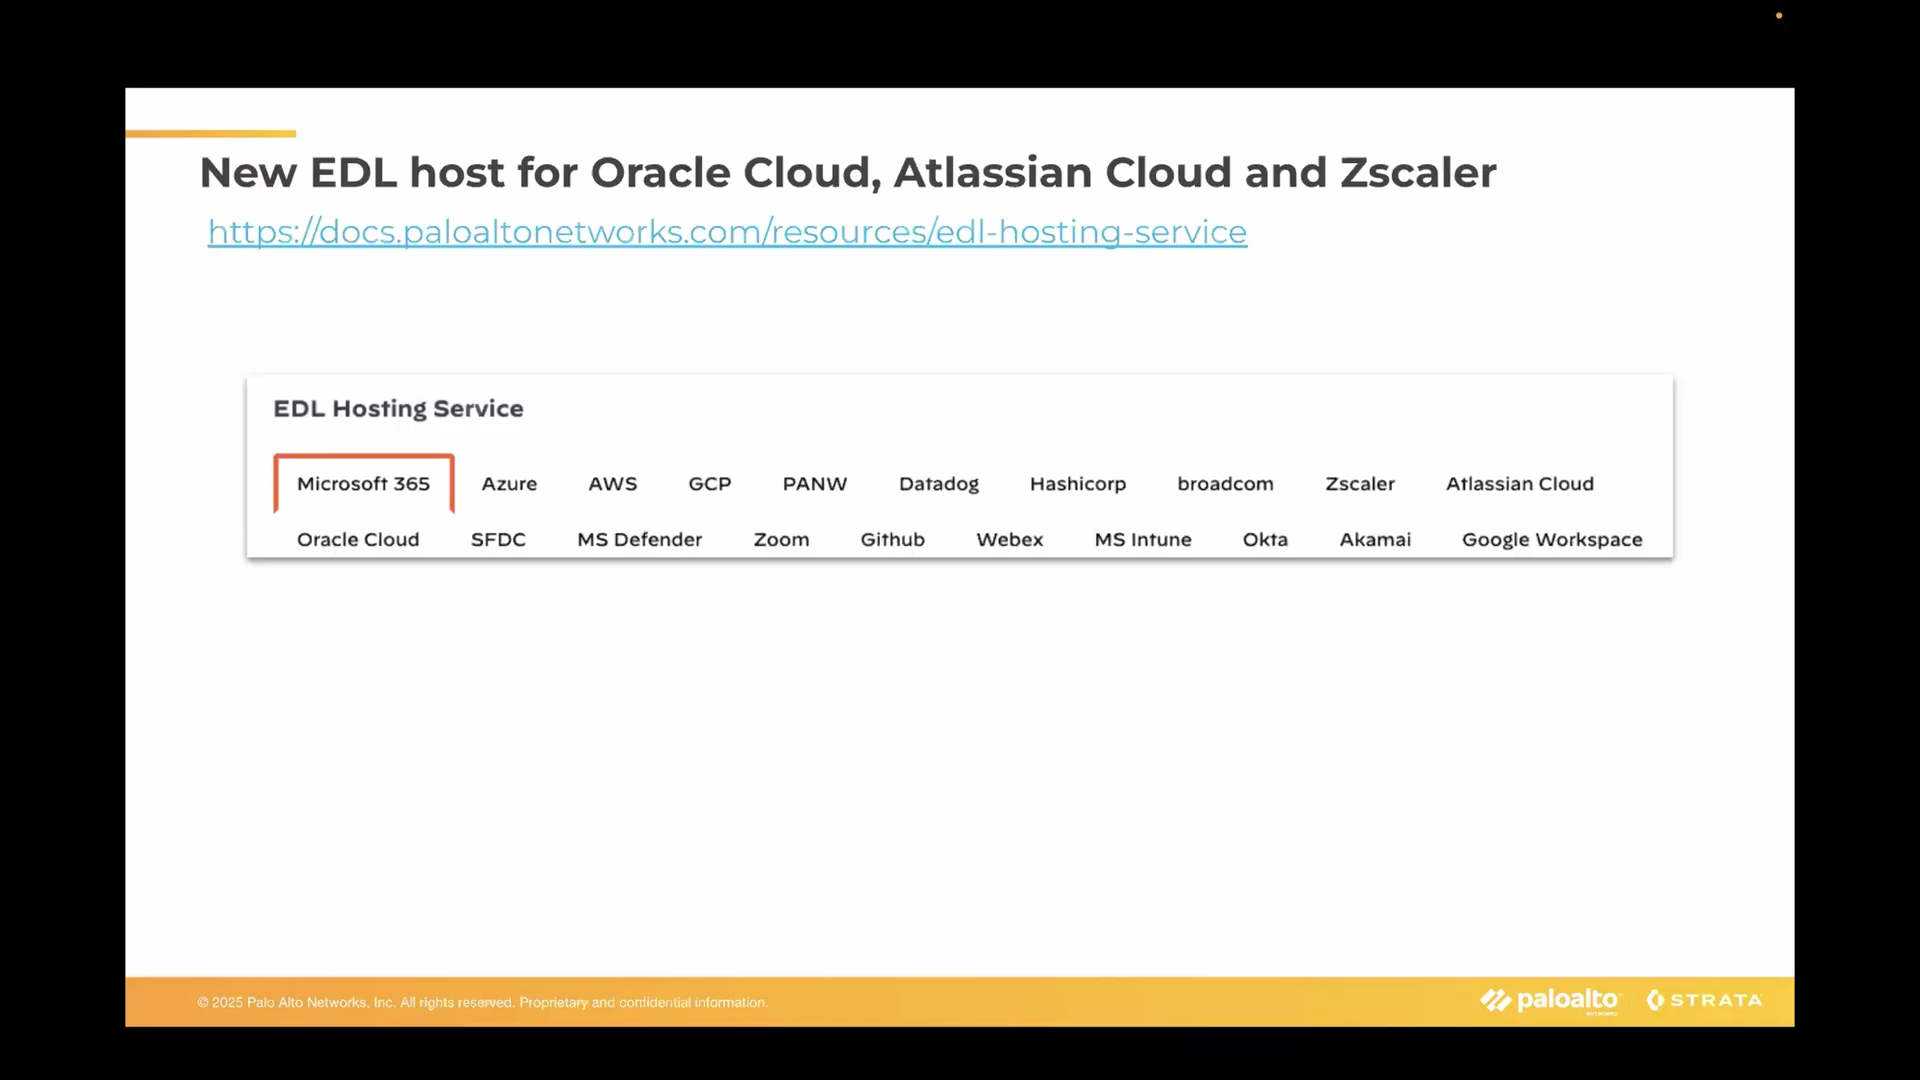 New EDL host for Oracle Cloud, Atlassian Cloud and Zscaler
https://docs.paloaltonetworks.com/resources/edl-hosting-service
EDL Hosting Service
Microsoft 365 Azure AWS GCP PANW Datadog Hashicorp broadcom Zscaler Atlassian Cloud
Oracle Cloud SFDC MS Defender Zoom Github Webex MS Intune Okta Akamai Google Workspace
© 2025 Palo Alto Networks, Inc. All rights reserved. Proprietary and confidential information.
paloalto NETWORKS STRATA